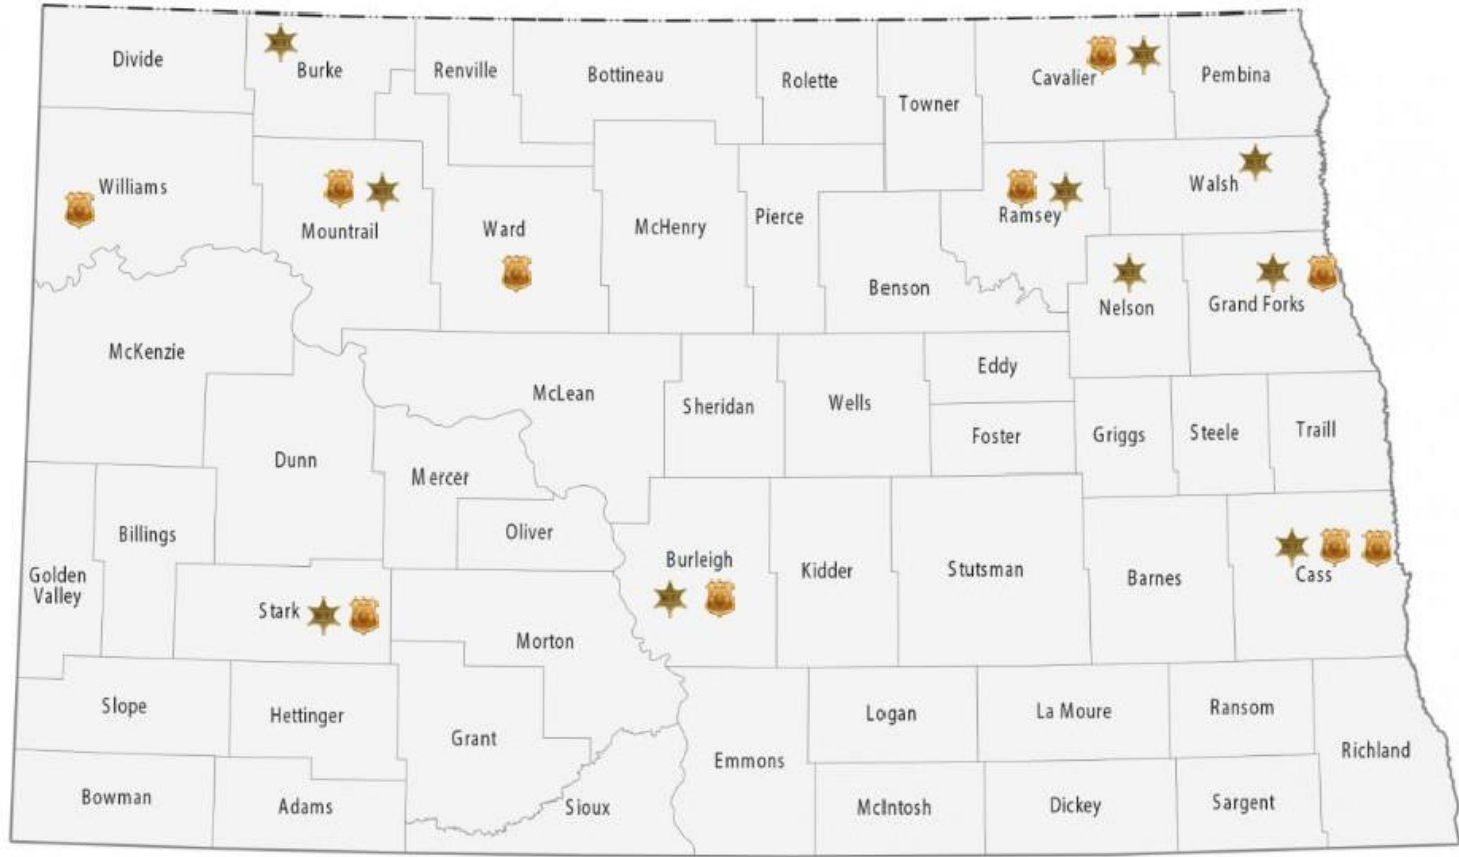 Divide
Burke
Renville
Bottineau
Rolette
Towner
Cavalier
Pembina
Williams
Mountrail
Ward
McHenry
Pierce
Benson
Ramsey
Walsh
Nelson
Grand Forks
McKenzie
McLean
Sheridan
Wells
Eddy
Foster
Griggs
Steele
Traill
Dunn
Mercer
Oliver
Billings
Golden
Valley
Stark
Morton
Burleigh
Kidder
Stutsman
Barnes
Cass
Slope
Hettinger
Grant
Emmons
Logan
La Moure
Ransom
Richland
Bowman
Adams
Sioux
McIntosh
Dickey
Sargent